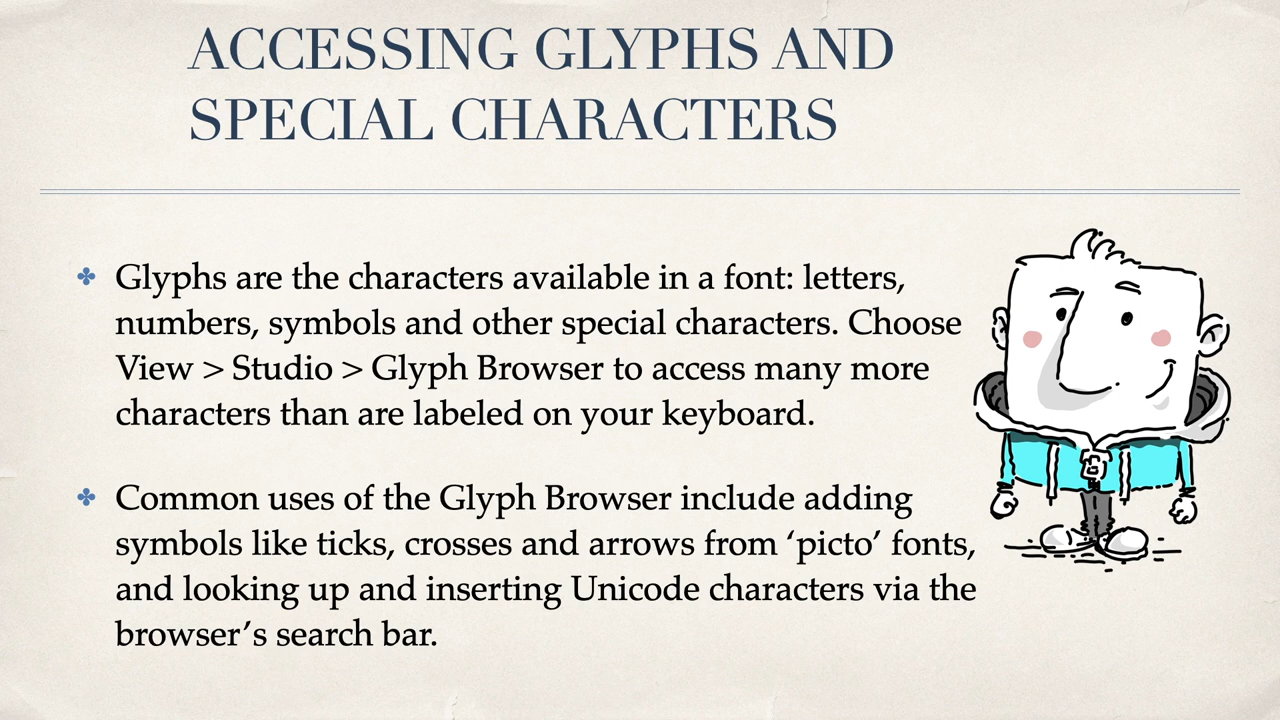 ACCESSING GLYPHS AND
SPECIAL CHARACTERS
Glyphs are the characters available in a font: letters,
numbers, symbols and other special characters. Choose
View > Studio > Glyph Browser to access many more
characters than are labeled on your keyboard.
Common uses of the Glyph Browser include adding
symbols like ticks, crosses and arrows from ‘picto’ fonts,
and looking up and inserting Unicode characters via the
browser’s search bar.